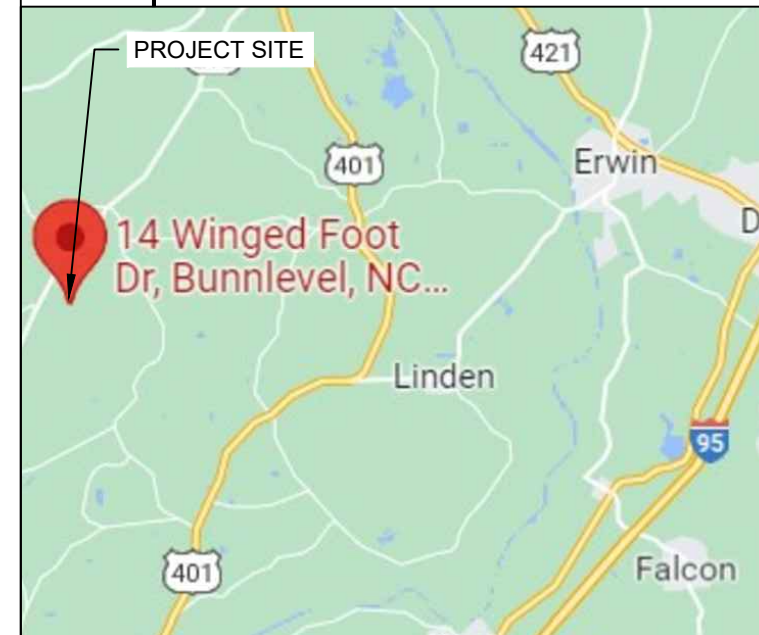 PROJECT SITE
421
401
Erwin
D
14 Winged Foot
Dr, Bunnlevel, NC...
Linden
95
401
Falcon